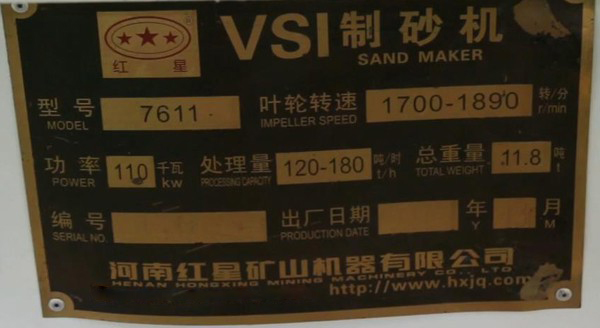 红 星
VSI 制砂机
SAND MAKER
型号 7611 叶轮转速 1700-1890 转/分
MODEL IMPELLER SPEED r/min
功率 110 千瓦 处理量 120-180 吨/时 总重量 11.8 吨
POWER kw PROCESSING CAPACITY t/h TOTAL WEIGHT t
编号 出厂日期 年 月
SERIAL NO. PRODUCTION DATE Y M
河南红星矿山机器有限公司
HENAN HONGXING MINING MACHINERY CO., LTD
http://www.hxjq.com